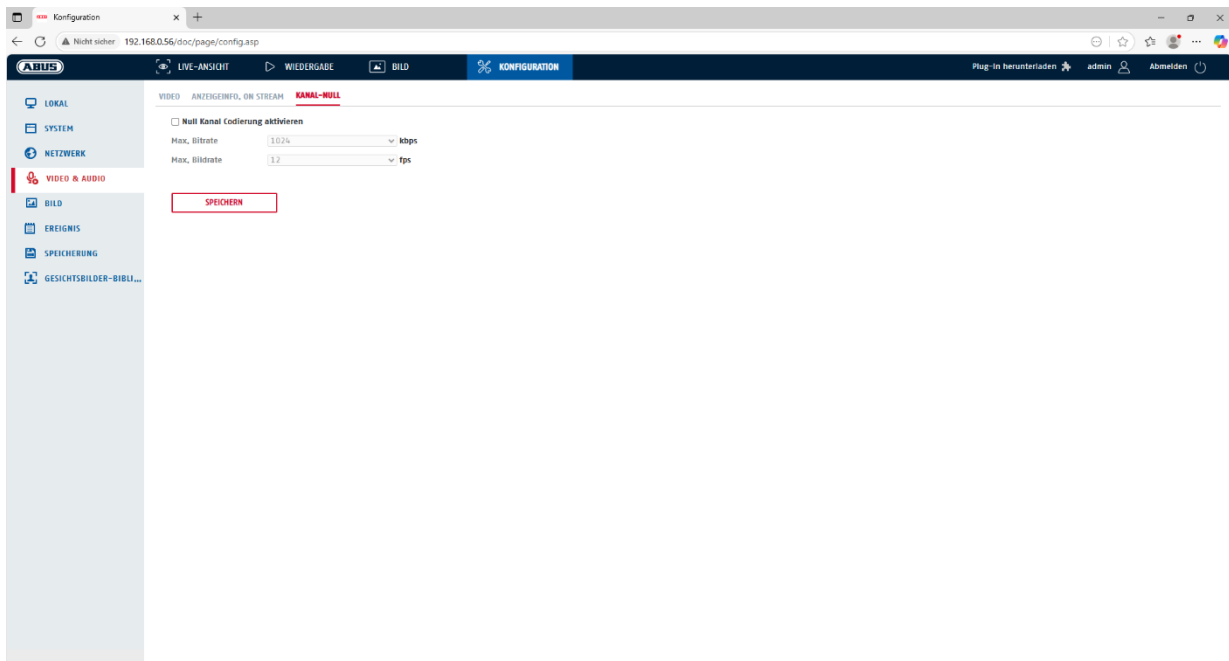 Konfiguration
Nicht sicher 192.168.0.56/doc/page/config.asp
ABUS LIVE-ANSICHT WIEDERGABE BILD KONFIGURATION Plug-In herunterladen admin Abmelden
LOKAL
SYSTEM
NETZWERK
VIDEO & AUDIO
BILD
EREIGNIS
SPEICHERUNG
GESICHTSBILDER-BIBLI...
VIDEO ANZEIGEINFO, ON STREAM KANAL-NULL
Null Kanal Codierung aktivieren
Max, Bitrate 1024 kbps
Max, Bildrate 12 fps
SPEICHERN